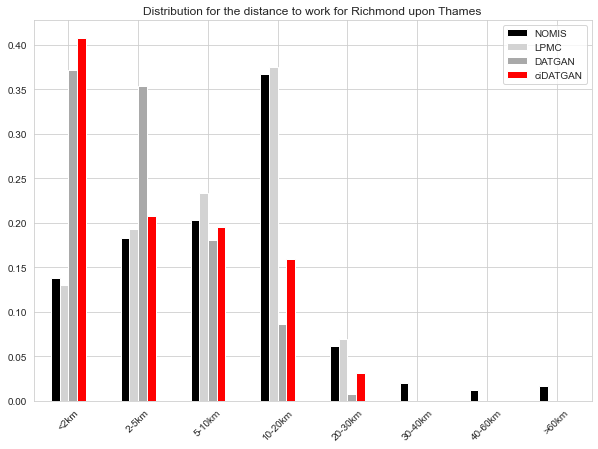 Distribution for the distance to work for Richmond upon Thames
NOMIS
LPMC
DATGAN
ciDATGAN
0.40
0.35
0.30
0.25
0.20
0.15
0.10
0.05
0.00
<2km
2-5km
5-10km
10-20km
20-30km
30-40km
40-60km
>60km